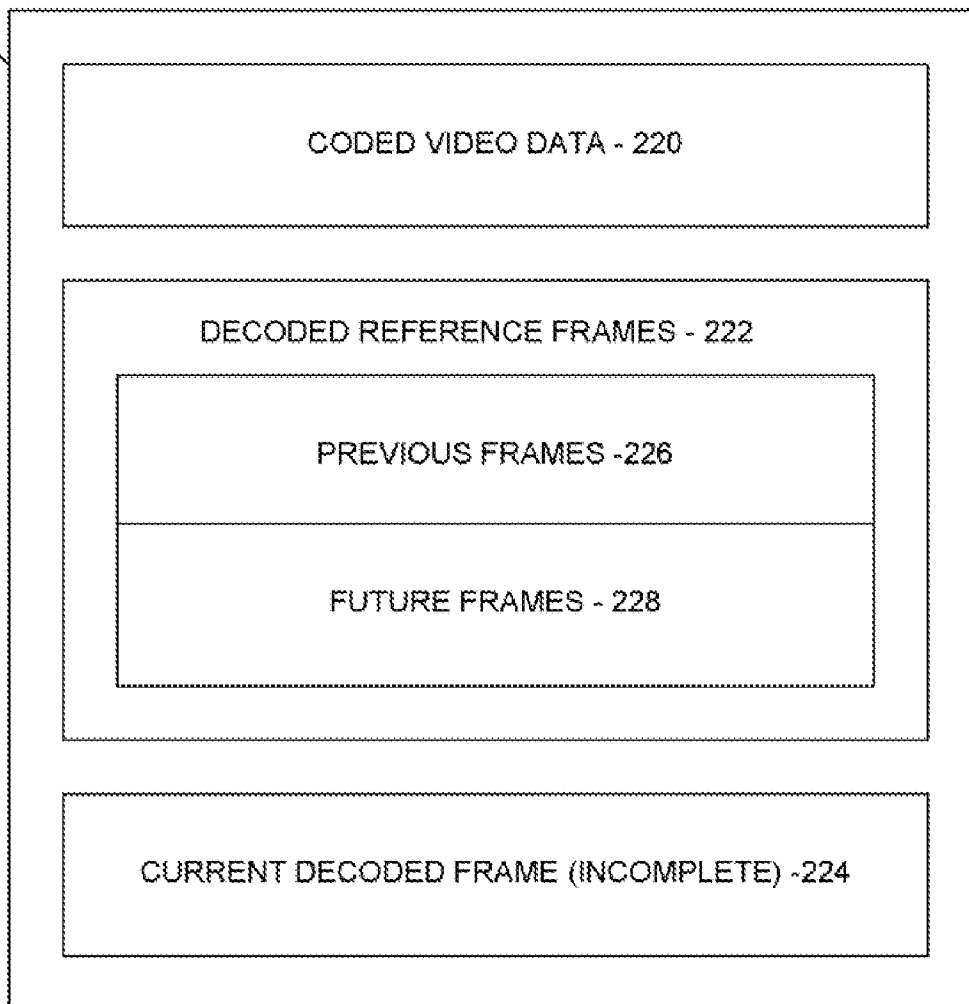 CODED VIDEO DATA - 220
DECODED REFERENCE FRAMES - 222
PREVIOUS FRAMES -226
FUTURE FRAMES - 228
CURRENT DECODED FRAME (INCOMPLETE) -224